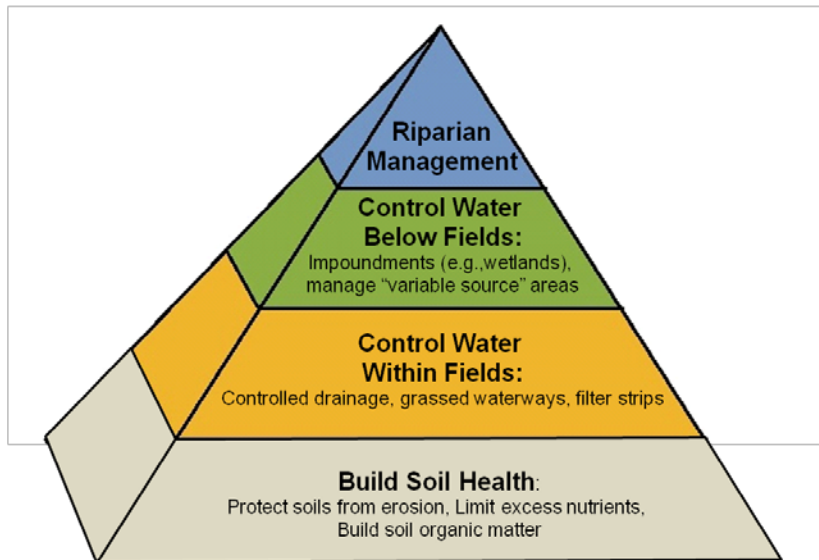 Riparian
Management
Control Water
Below Fields:
Impoundments (e.g.,wetlands),
manage “variable source” areas
Control Water
Within Fields:
Controlled drainage, grassed waterways, filter strips
Build Soil Health:
Protect soils from erosion, Limit excess nutrients,
Build soil organic matter